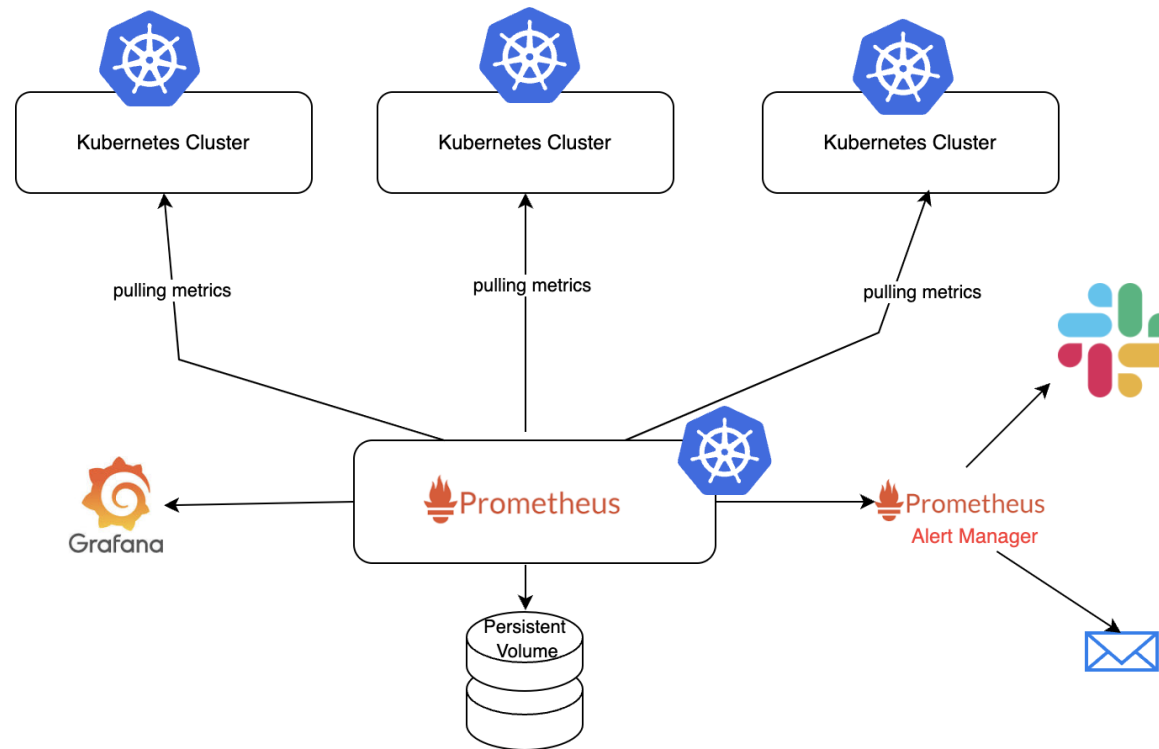 Kubernetes Cluster
Kubernetes Cluster
Kubernetes Cluster
pulling metrics
pulling metrics
pulling metrics
Grafana
Prometheus
Prometheus
Alert Manager
Persistent
Volume